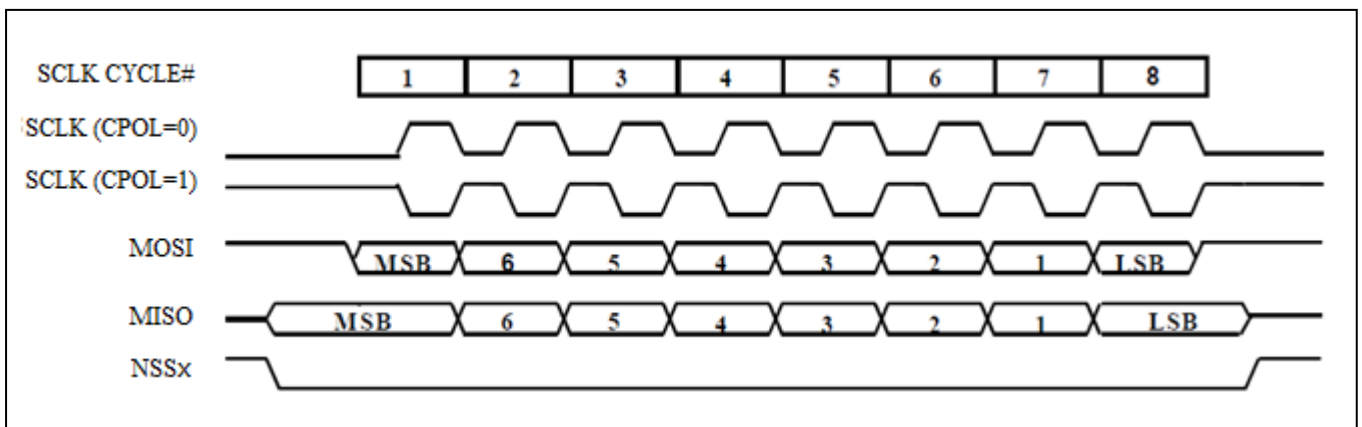 SCLK CYCLE# 1 2 3 4 5 6 7 8
SCLK (CPOL=0)
SCLK (CPOL=1)
MOSI MSB 6 5 4 3 2 1 LSB
MISO MSB 6 5 4 3 2 1 LSB
NSSx